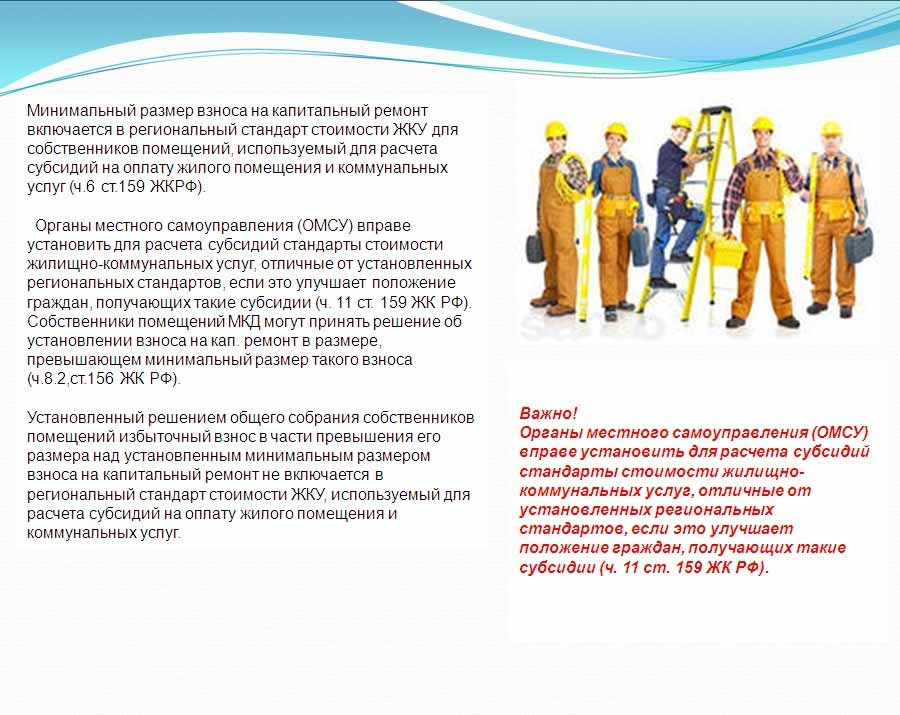 Минимальный размер взноса на капитальный ремонт
включается в региональный стандарт стоимости ЖКУ для
собственников помещений, используемый для расчета
субсидий на оплату жилого помещения и коммунальных
услуг (ч.6 ст.159 ЖКРФ).
Органы местного самоуправления (ОМСУ) вправе
установить для расчета субсидий стандарты стоимости
жилищно-коммунальных услуг, отличные от установленных
региональных стандартов, если это улучшает положение
граждан, получающих такие субсидии (ч. 11 ст. 159 ЖК РФ).
Собственники помещений МКД могут принять решение об
установлении взноса на кап. ремонт в размере,
превышающем минимальный размер такого взноса
(ч.8.2,ст.156 ЖК РФ).
Установленный решением общего собрания собственников
помещений избыточный взнос в части превышения его
размера над установленным минимальным размером
взноса на капитальный ремонт не включается в
региональный стандарт стоимости ЖКУ, используемый для
расчета субсидий на оплату жилого помещения и
коммунальных услуг.
Важно!
Органы местного самоуправления (ОМСУ)
вправе установить для расчета субсидий
стандарты стоимости жилищно-
коммунальных услуг, отличные от
установленных региональных
стандартов, если это улучшает
положение граждан, получающих такие
субсидии (ч. 11 ст. 159 ЖК РФ).